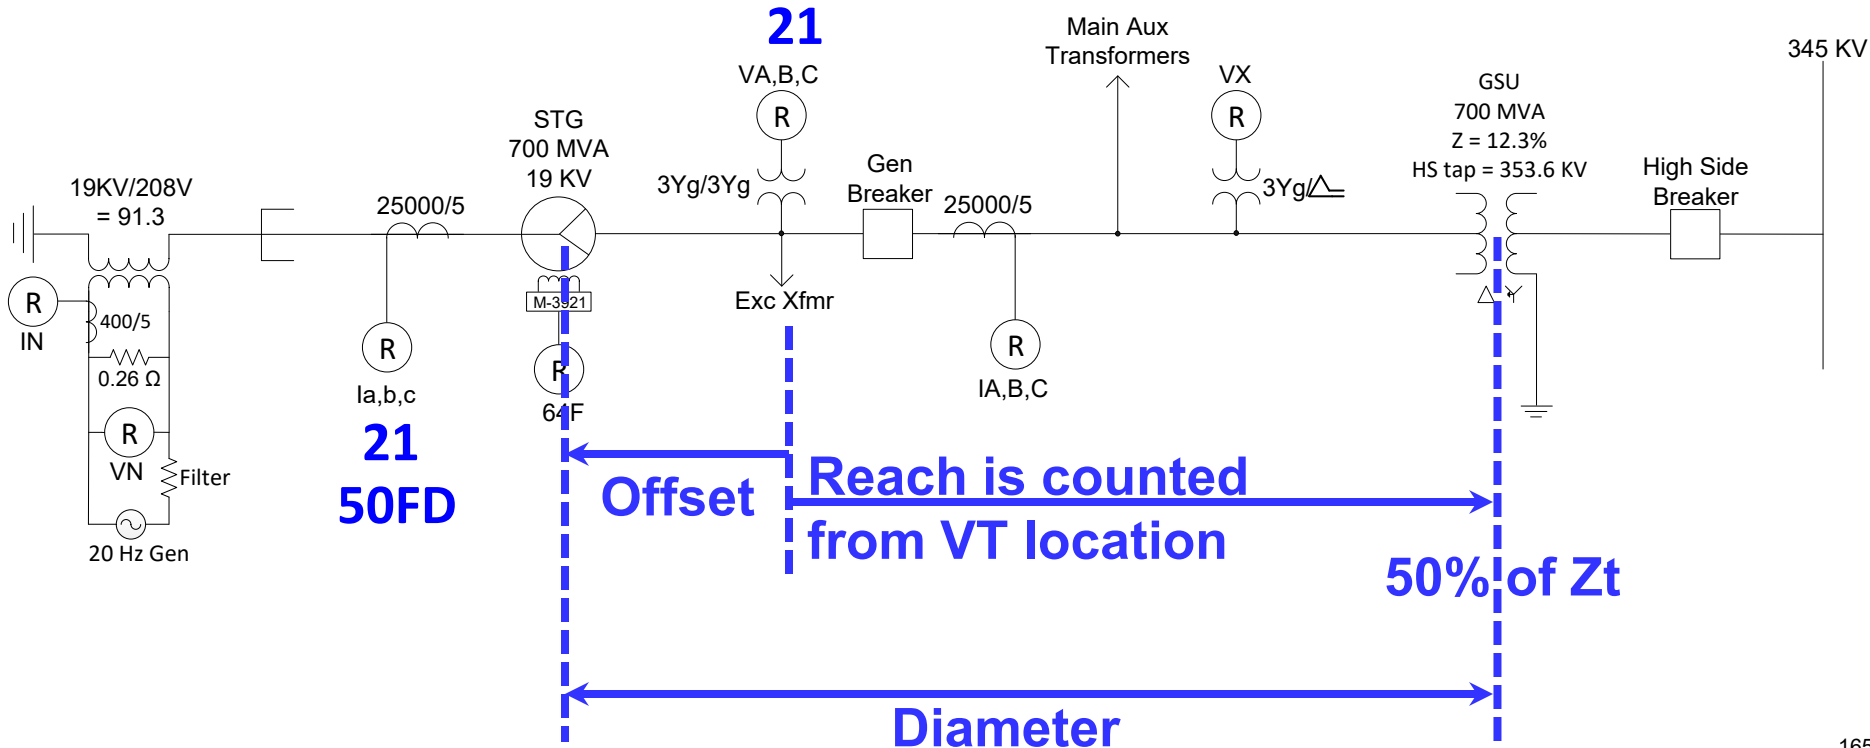 21
VA,B,C
R
3Yg/3Yg
Main Aux
Transformers
VX
R
3Yg/
GSU
700 MVA
Z = 12.3%
HS tap = 353.6 KV
345 KV
High Side
Breaker
STG
700 MVA
19 KV
Gen
Breaker
25000/5
19KV/208V
= 91.3
25000/5
R
IN
400/5
0.26 Ω
R
VN
Filter
20 Hz Gen
R
Ia,b,c
21
50FD
M-3921
R
64F
Exc Xfmr
R
IA,B,C
Offset
Reach is counted
from VT location
50% of Zt
Diameter
165